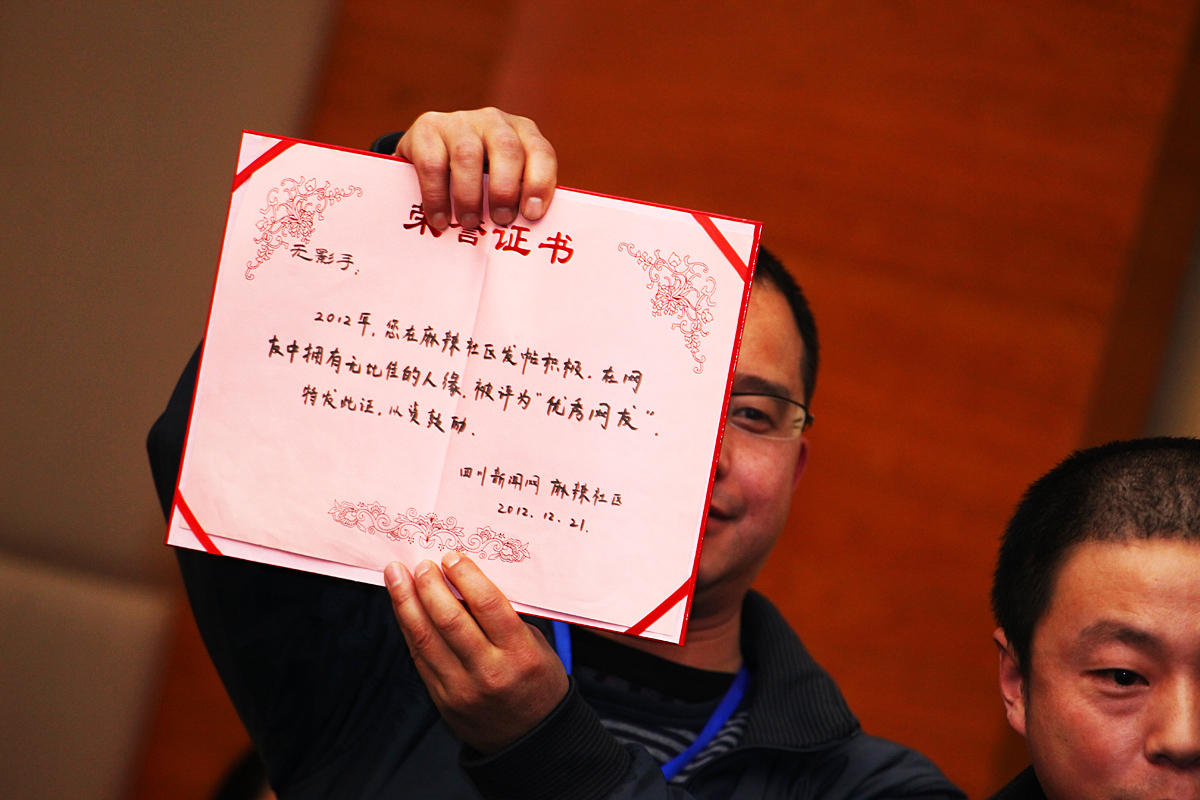 荣誉证书
无影手:
2012年,您在麻辣社区发帖积极,在网
友中拥有无比佳的人缘,被评为"优秀网友".
特发此证,以资鼓励.
四川新闻网 麻辣社区
2012.12.21.